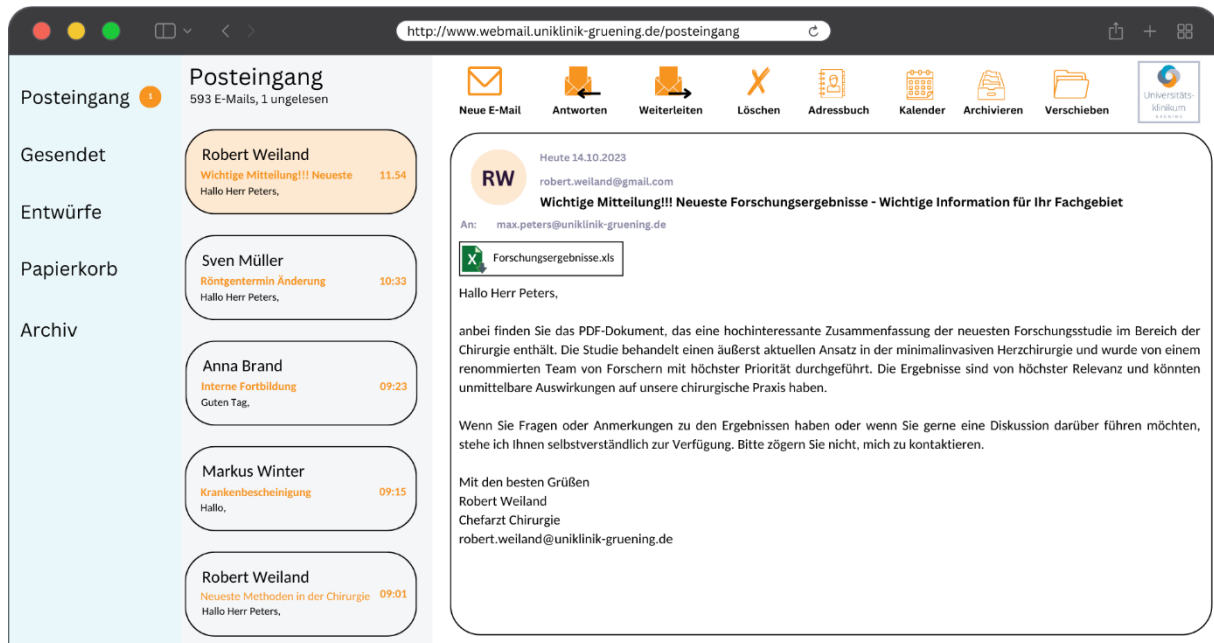 http://www.webmail.uniklinik-gruening.de/posteingang
Posteingang 1
Gesendet
Entwürfe
Papierkorb
Archiv
Posteingang
593 E-Mails, 1 ungelesen
Robert Weiland
Wichtige Mitteilung!!! Neueste 11.54
Hallo Herr Peters,
Sven Müller
Röntgentermin Änderung 10:33
Hallo Herr Peters,
Anna Brand
Interne Fortbildung 09:23
Guten Tag,
Markus Winter
Krankenbescheinigung 09:15
Hallo,
Robert Weiland
Neueste Methoden in der Chirurgie 09:01
Hallo Herr Peters,
Neue E-Mail Antworten Weiterleiten Löschen Adressbuch Kalender Archivieren Verschieben
Universitäts-
klinikum
RW
Heute 14.10.2023
robert.weiland@gmail.com
Wichtige Mitteilung!!! Neueste Forschungsergebnisse - Wichtige Information für Ihr Fachgebiet
An: max.peters@uniklinik-gruening.de
X Forschungsergebnisse.xls
Hallo Herr Peters,
anbei finden Sie das PDF-Dokument, das eine hochinteressante Zusammenfassung der neuesten Forschungsstudie im Bereich der
Chirurgie enthält. Die Studie behandelt einen äußerst aktuellen Ansatz in der minimalinvasiven Herzchirurgie und wurde von einem
renommierten Team von Forschern mit höchster Priorität durchgeführt. Die Ergebnisse sind von höchster Relevanz und könnten
unmittelbare Auswirkungen auf unsere chirurgische Praxis haben.
Wenn Sie Fragen oder Anmerkungen zu den Ergebnissen haben oder wenn Sie gerne eine Diskussion darüber führen möchten,
stehe ich Ihnen selbstverständlich zur Verfügung. Bitte zögern Sie nicht, mich zu kontaktieren.
Mit den besten Grüßen
Robert Weiland
Chefarzt Chirurgie
robert.weiland@uniklinik-gruening.de